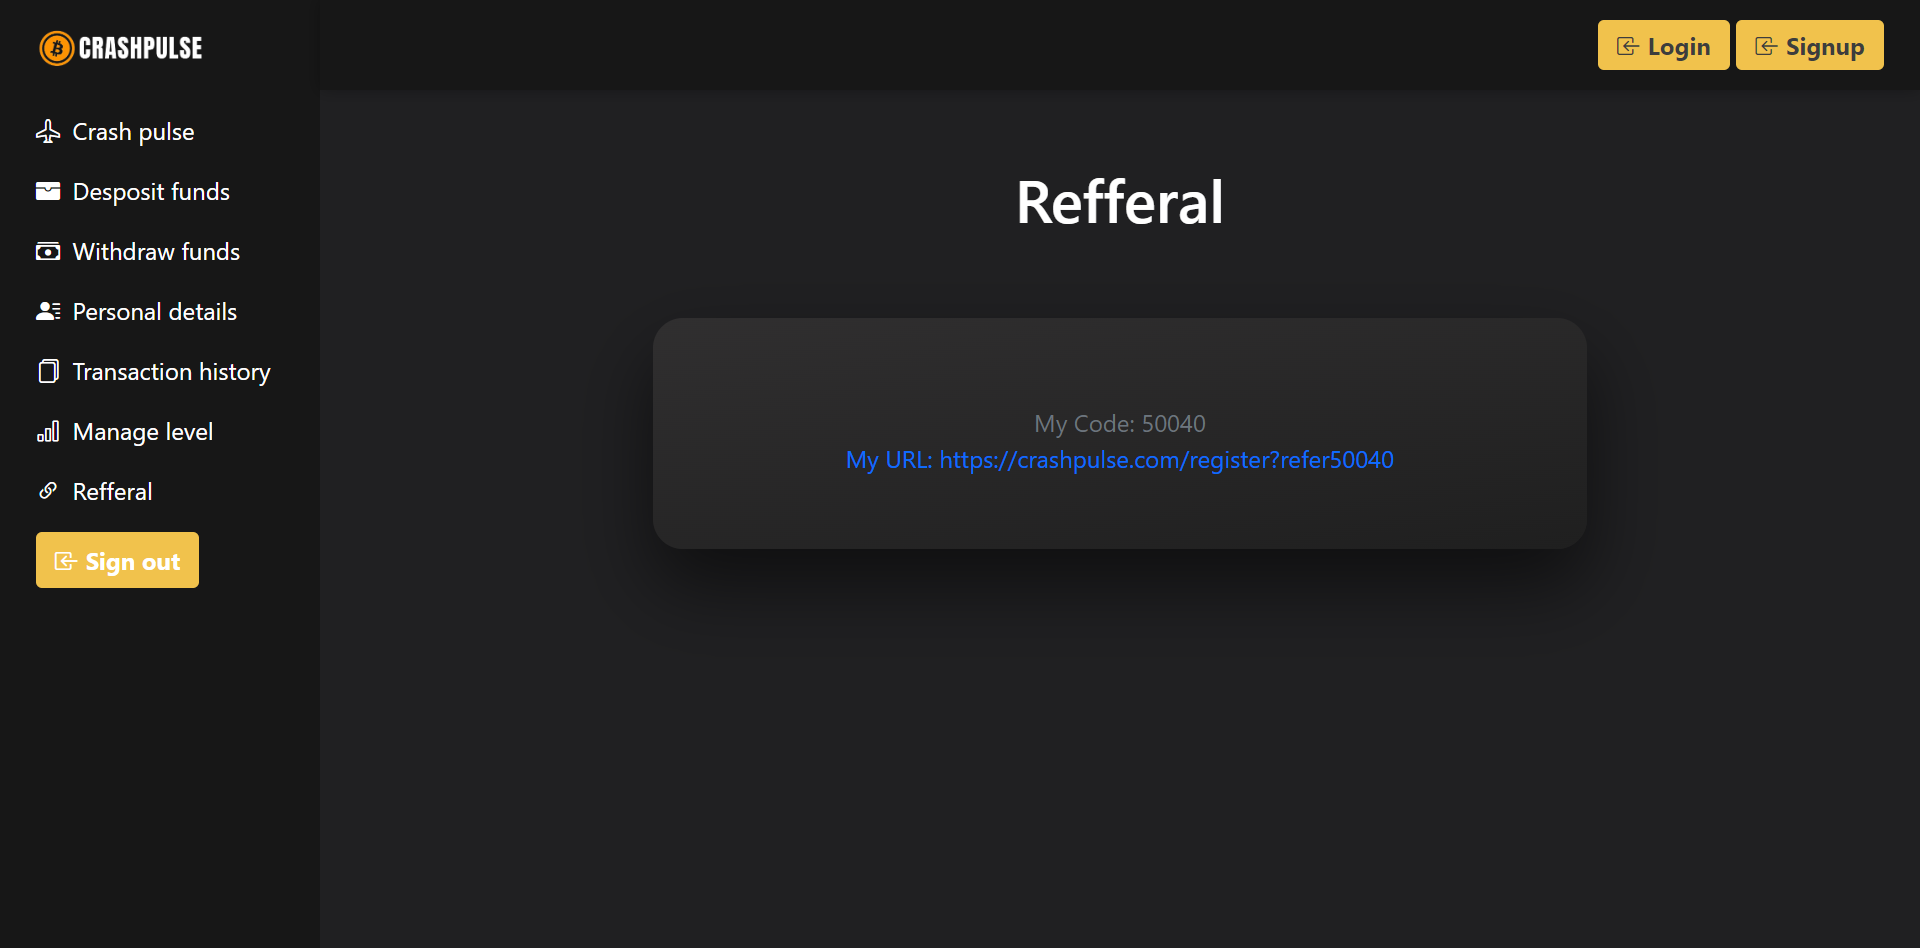 CRASHPULSE
Login
Signup
Crash pulse
Desposit funds
Withdraw funds
Personal details
Transaction history
Manage level
Refferal
Sign out
Refferal
My Code: 50040
My URL: https://crashpulse.com/register?refer50040